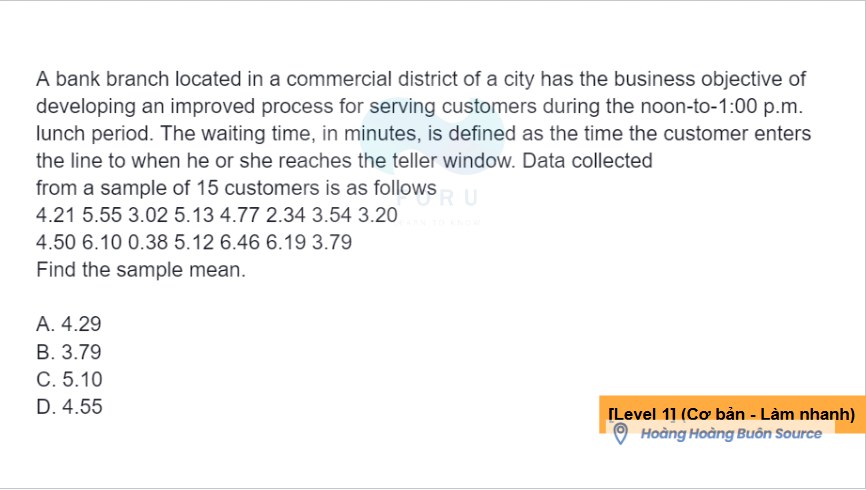 A bank branch located in a commercial district of a city has the business objective of
developing an improved process for serving customers during the noon-to-1:00 p.m.
lunch period. The waiting time, in minutes, is defined as the time the customer enters
the line to when he or she reaches the teller window. Data collected
from a sample of 15 customers is as follows
FORU
4.21 5.55 3.02 5.13 4.77 2.34 3.54 3.20
4.50 6.10 0.38 5.12 6.46 6.19 3.79
Find the sample mean.
A. 4.29
B. 3.79
C. 5.10
D. 4.55
[Level 1] (Cơ bản - Làm nhanh)
Hoàng Hoàng Buôn Source